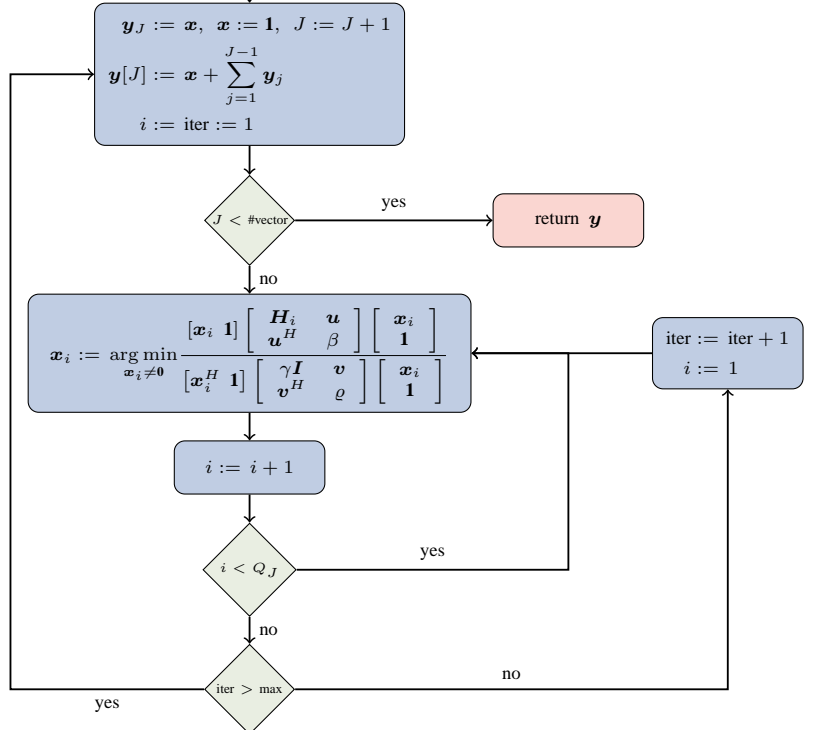 y_J := x, x := 1, J := J + 1
y[J] := x + \sum_{j=1}^{J-1} y_j
i := iter := 1
J < #vector
yes
return y
no
x_i := arg min_{x_i≠0} \frac{[x_i 1] [ H_i u ; u^H β ] [ x_i ; 1 ]}{[x_i^H 1] [ γI v ; v^H ϱ ] [ x_i ; 1 ]}
iter := iter + 1
i := 1
i := i + 1
i < Q_J
yes
no
iter > max
no
yes